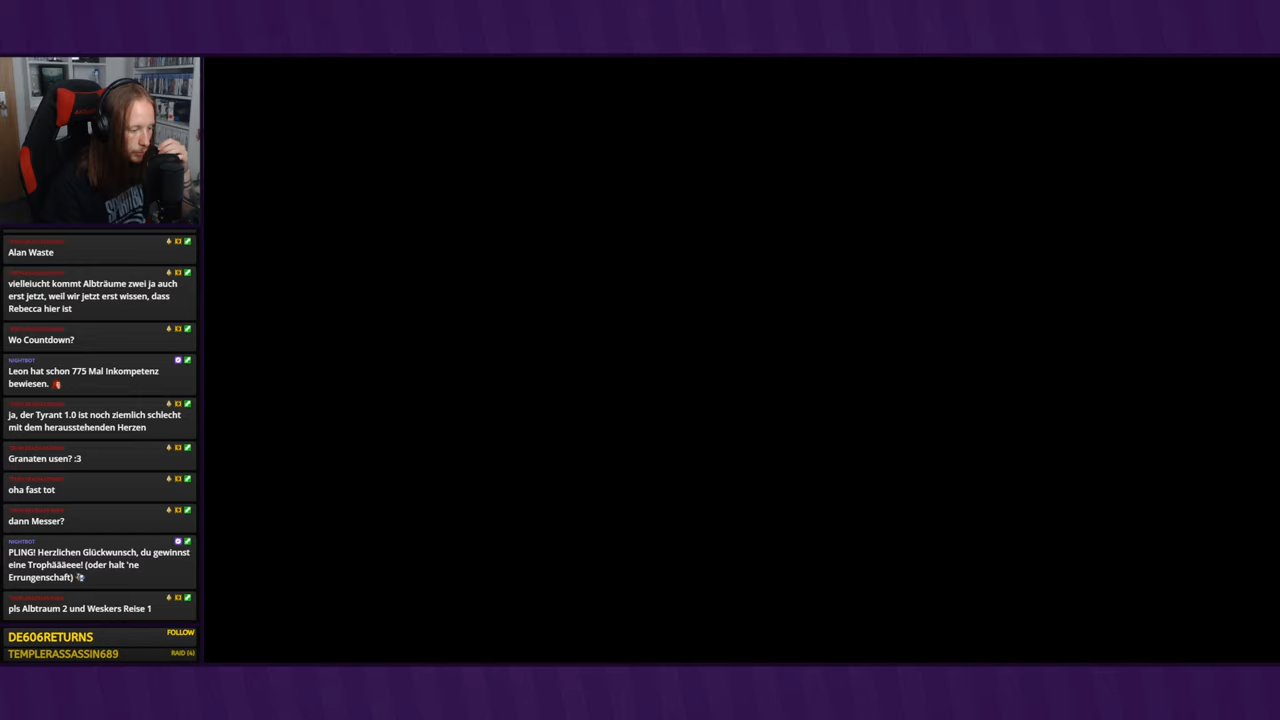 Alan Waste
vielleiucht kommt Albträume zwei ja auch
erst jetzt, weil wir jetzt erst wissen, dass
Rebecca hier ist
Wo Countdown?
NIGHTBOT
Leon hat schon 775 Mal Inkompetenz
bewiesen.
ja, der Tyrant 1.0 ist noch ziemlich schlecht
mit dem herausstehenden Herzen
Granaten usen? :3
oha fast tot
dann Messer?
NIGHTBOT
PLING! Herzlichen Glückwunsch, du gewinnst
eine Trophäääeee! (oder halt 'ne
Errungenschaft)
pls Albtraum 2 und Weskers Reise 1
DE606RETURNS FOLLOW
TEMPLERASSASSIN689 RAID (4)